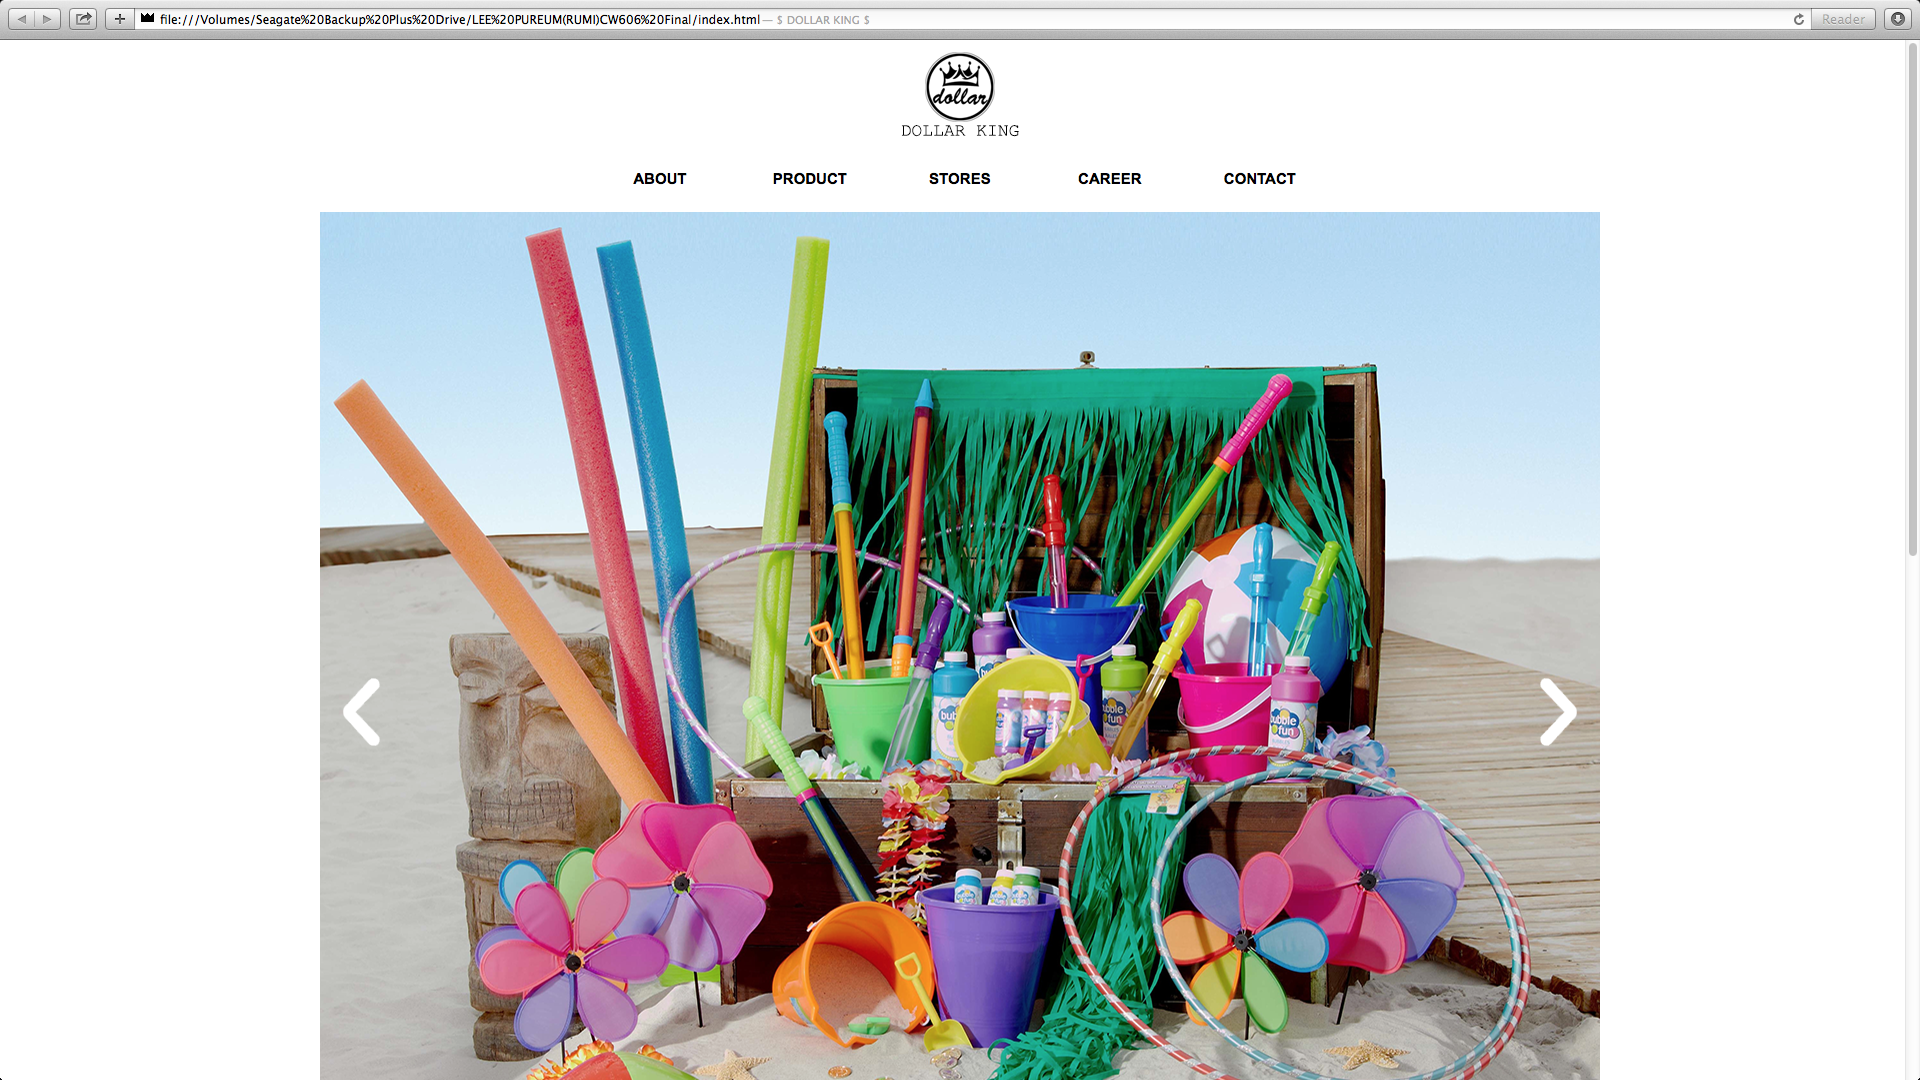 file:///Volumes/Seagate%20Backup%20Plus%20Drive/LEE%20PUREUM(RUMI)CW606%20Final/index.html — $ DOLLAR KING $
Reader
dollar
DOLLAR KING
ABOUT PRODUCT STORES CAREER CONTACT
bubble
fun
bubble
fun